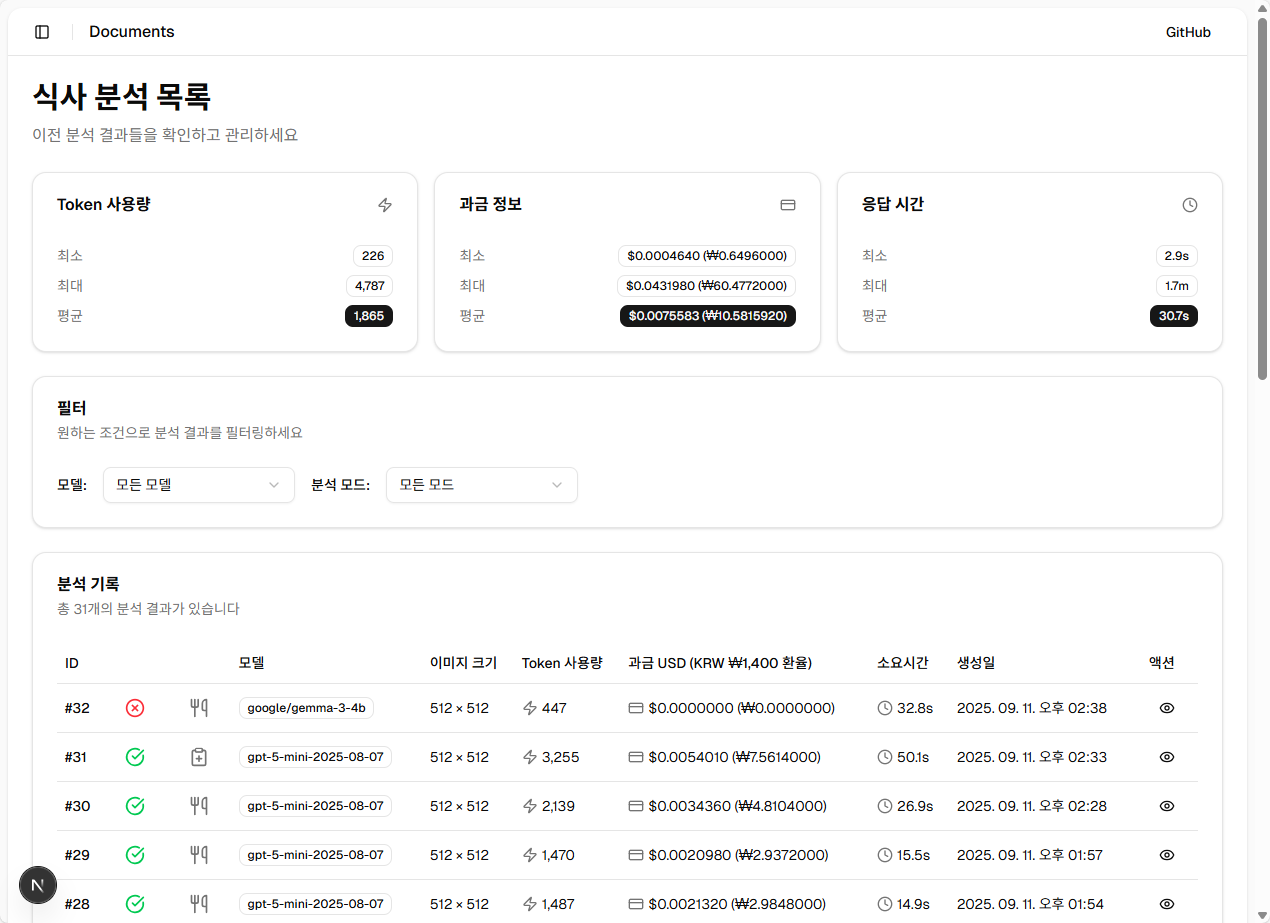 Documents GitHub
식사 분석 목록
이전 분석 결과들을 확인하고 관리하세요
Token 사용량
최소 226
최대 4,787
평균 1,865
과금 정보
최소 $0.0004640 (₩0.6496000)
최대 $0.0431980 (₩60.4772000)
평균 $0.0075583 (₩10.5815920)
응답 시간
최소 2.9s
최대 1.7m
평균 30.7s
필터
원하는 조건으로 분석 결과를 필터링하세요
모델: 모든 모델 분석 모드: 모든 모드
분석 기록
총 31개의 분석 결과가 있습니다
ID 모델 이미지 크기 Token 사용량 과금 USD (KRW ₩1,400 환율) 소요시간 생성일 액션
#32 google/gemma-3-4b 512 × 512 447 $0.0000000 (₩0.0000000) 32.8s 2025. 09. 11. 오후 02:38
#31 gpt-5-mini-2025-08-07 512 × 512 3,255 $0.0054010 (₩7.5614000) 50.1s 2025. 09. 11. 오후 02:33
#30 gpt-5-mini-2025-08-07 512 × 512 2,139 $0.0034360 (₩4.8104000) 26.9s 2025. 09. 11. 오후 02:28
#29 gpt-5-mini-2025-08-07 512 × 512 1,470 $0.0020980 (₩2.9372000) 15.5s 2025. 09. 11. 오후 01:57
#28 gpt-5-mini-2025-08-07 512 × 512 1,487 $0.0021320 (₩2.9848000) 14.9s 2025. 09. 11. 오후 01:54
N